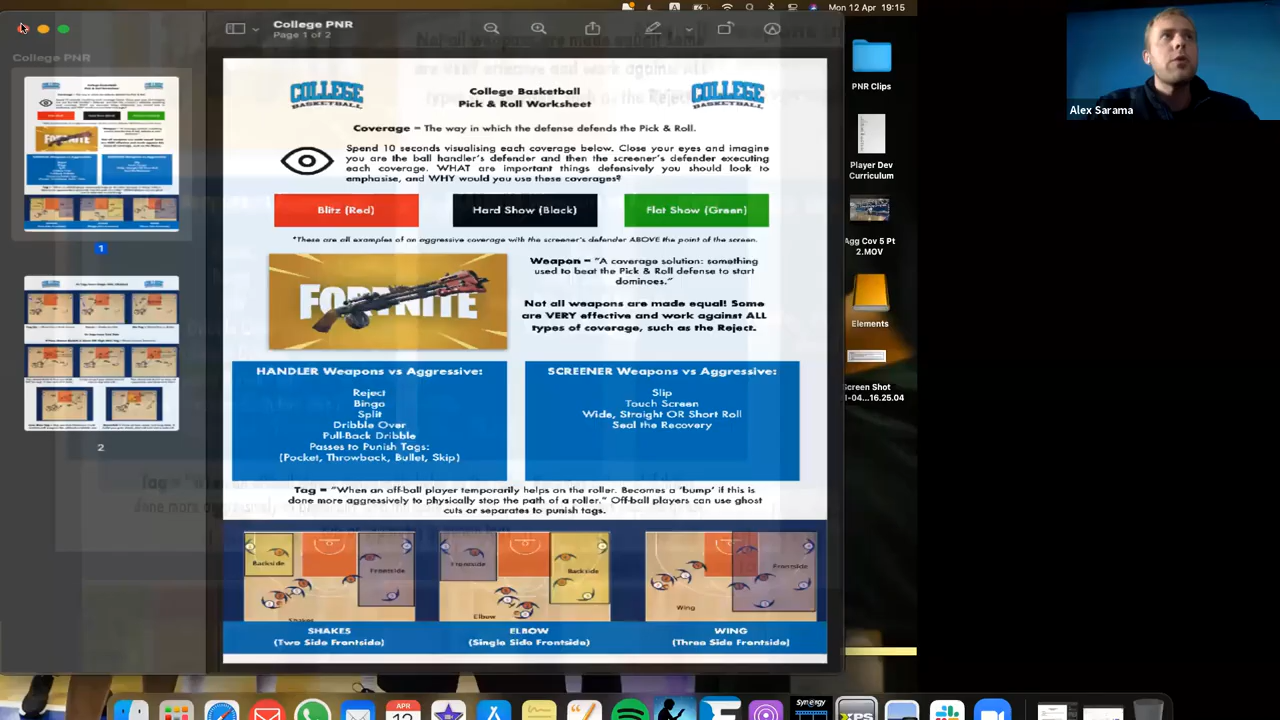 Mon 12 Apr 19:15
College PNR
Page 1 of 2
College PNR
1
2
COLLEGE
BASKETBALL
College Basketball
Pick & Roll Worksheet
COLLEGE
BASKETBALL
Coverage = The way in which the defense defends the Pick & Roll.
Spend 10 seconds visualising each coverage below. Close your eyes and imagine
you are the ball handler's defender and then the screener's defender executing
each coverage. WHAT are important things defensively you should look to
emphasise, and WHY would you use these coverages?
Blitz (Red)
Hard Show (Black)
Flat Show (Green)
*These are all examples of an aggressive coverage with the screener's defender ABOVE the point of the screen.
FORTNITE
Weapon = "A coverage solution: something
used to beat the Pick & Roll defense to start
dominoes."
Not all weapons are made equal! Some
are VERY effective and work against ALL
types of coverage, such as the Reject.
HANDLER Weapons vs Aggressive:
Reject
Bingo
Split
Dribble Over
Pull-Back Dribble
Passes to Punish Tags:
(Pocket, Throwback, Bullet, Skip)
SCREENER Weapons vs Aggressive:
Slip
Touch Screen
Wide, Straight OR Short Roll
Seal the Recovery
Tag = "When an off-ball player temporarily helps on the roller. Becomes a 'bump' if this is
done more aggressively to physically stop the path of a roller." Off-ball players can use ghost
cuts or separates to punish tags.
Backside
Frontside
Shakes
Frontside
Backside
Elbow
Frontside
Wing
SHAKES
(Two Side Frontside)
ELBOW
(Single Side Frontside)
WING
(Three Side Frontside)
PNR Clips
Player Dev
Curriculum
Agg Cov 5 Pt
2.MOV
Elements
Screen Shot
16.25.04
Alex Sarama
APR
Synergy
XPS